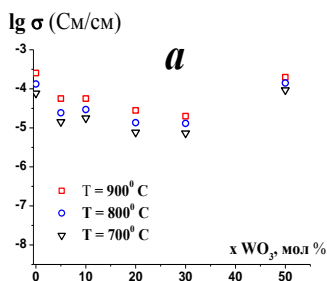 lg σ (См/см)
a
-3
-4
-5
-6
-7
-8
T = 900⁰ C
T = 800⁰ C
T = 700⁰ C
x WO₃, мол %
0 10 20 30 40 50